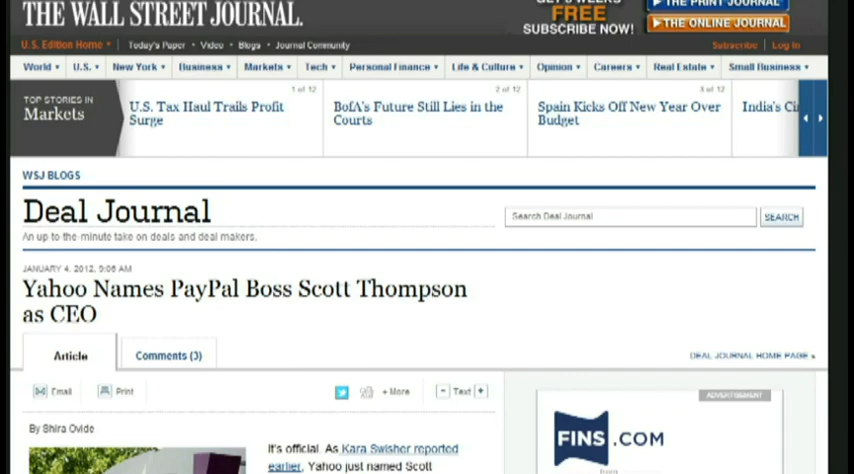 THE WALL STREET JOURNAL.
FREE
SUBSCRIBE NOW!
THE PRINT JOURNAL
THE ONLINE JOURNAL
U.S. Edition Home Today's Paper Video Blogs Journal Community Subscribe Log In
World U.S. New York Business Markets Tech Personal Finance Life & Culture Opinion Careers Real Estate Small Business
TOP STORIES IN
Markets
1 of 12
U.S. Tax Haul Trails Profit
Surge
2 of 12
BofA's Future Still Lies in the
Courts
3 of 12
Spain Kicks Off New Year Over
Budget
India's
WSJ BLOGS
Deal Journal
Search Deal Journal SEARCH
An up-to-the-minute take on deals and deal makers.
JANUARY 4, 2012, 9:06 AM
Yahoo Names PayPal Boss Scott Thompson
as CEO
Article Comments (3) DEAL JOURNAL HOME PAGE »
Email Print + More - Text +
ADVERTISEMENT
FINS.COM
By Shira Ovide
It's official. As Kara Swisher reported
earlier, Yahoo just named Scott